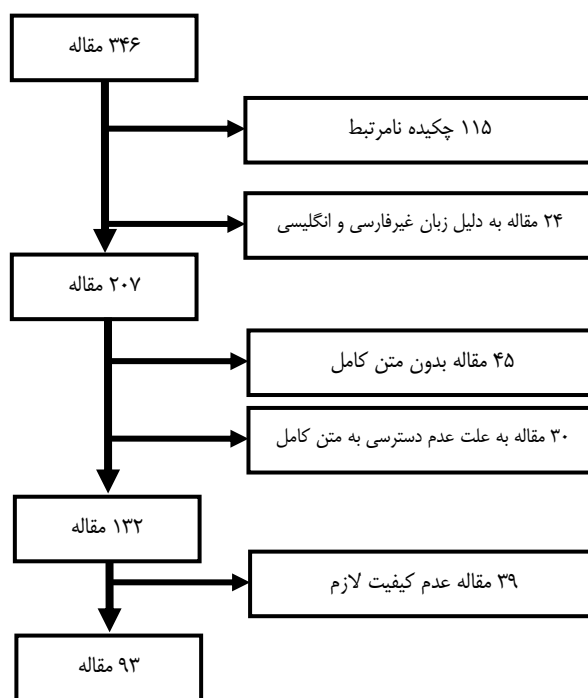 ۳۴۶ مقاله
۱۱۵ چکیده نامرتبط
۲۴ مقاله به دلیل زبان غیرفارسی و انگلیسی
۲۰۷ مقاله
۴۵ مقاله بدون متن کامل
۳۰ مقاله به علت عدم دسترسی به متن کامل
۱۳۲ مقاله
۳۹ مقاله عدم کیفیت لازم
۹۳ مقاله